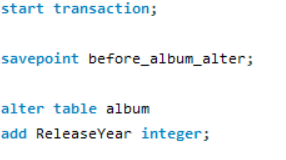 start transaction;
savepoint before_album_alter;
alter table album
add ReleaseYear integer;